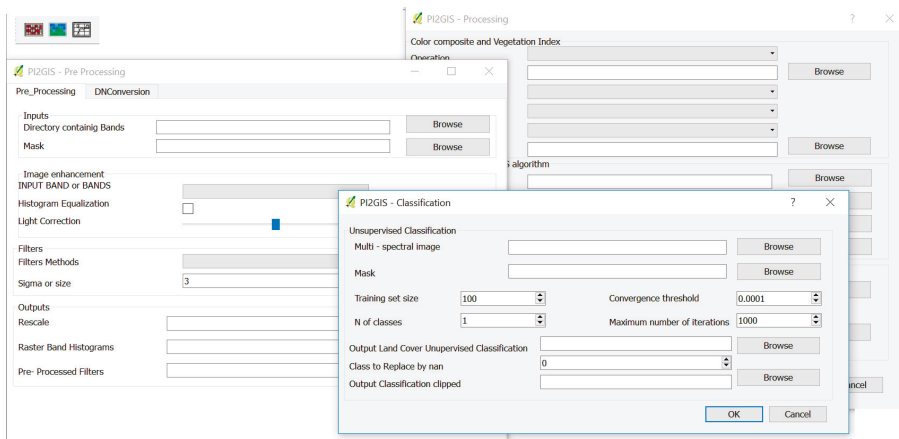 PI2GIS - Processing
?
Color composite and Vegetation Index
Operation
Browse
Browse
S algorithm
Browse
ancel
PI2GIS - Pre Processing
Pre_Processing DNConversion
Inputs
Directory containig Bands Browse
Mask Browse
Image enhancement
INPUT BAND or BANDS
Histogram Equalization
Light Correction
Filters
Filters Methods
Sigma or size 3
Outputs
Rescale
Raster Band Histograms
Pre- Processed Filters
PI2GIS - Classification ?
Unsupervised Classification
Multi - spectral image Browse
Mask Browse
Training set size 100 Convergence threshold 0.0001
N of classes 1 Maximum number of iterations 1000
Output Land Cover Unsupervised Classification Browse
Class to Replace by nan 0
Output Classification clipped Browse
OK Cancel